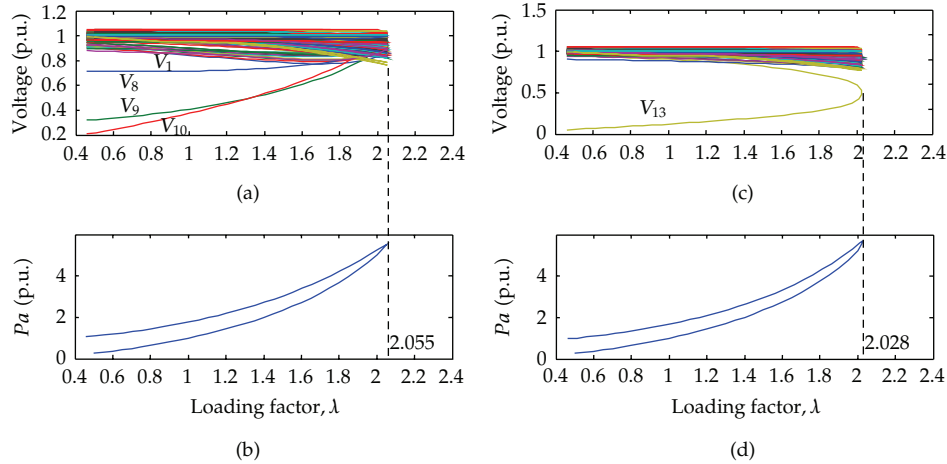 Voltage (p.u.)
1.2
1
0.8
0.6
0.4
0.2
V1
V8
V9
V10
0.4 0.6 0.8 1 1.2 1.4 1.6 1.8 2 2.2 2.4
(a)
Pa (p.u.)
4
2
0
2.055
0.4 0.6 0.8 1 1.2 1.4 1.6 1.8 2 2.2 2.4
Loading factor, λ
(b)
Voltage (p.u.)
1.5
1
0.5
0
V13
0.4 0.6 0.8 1 1.2 1.4 1.6 1.8 2 2.2 2.4
(c)
Pa (p.u.)
4
2
0
2.028
0.4 0.6 0.8 1 1.2 1.4 1.6 1.8 2 2.2 2.4
Loading factor, λ
(d)